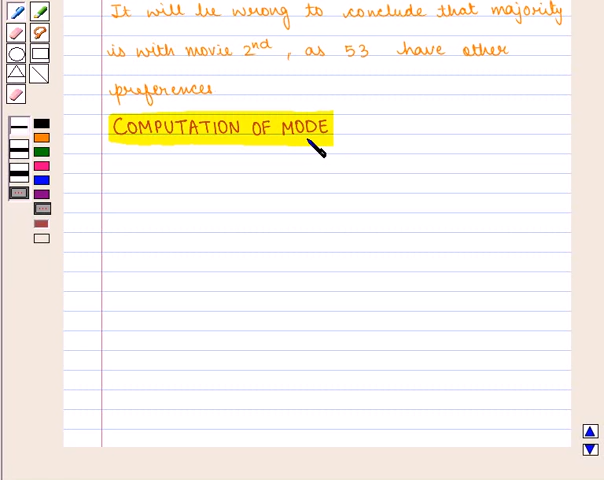 It will be wrong to conclude that majority
is with movie 2nd, as 53 have other
preferences
COMPUTATION OF MODE